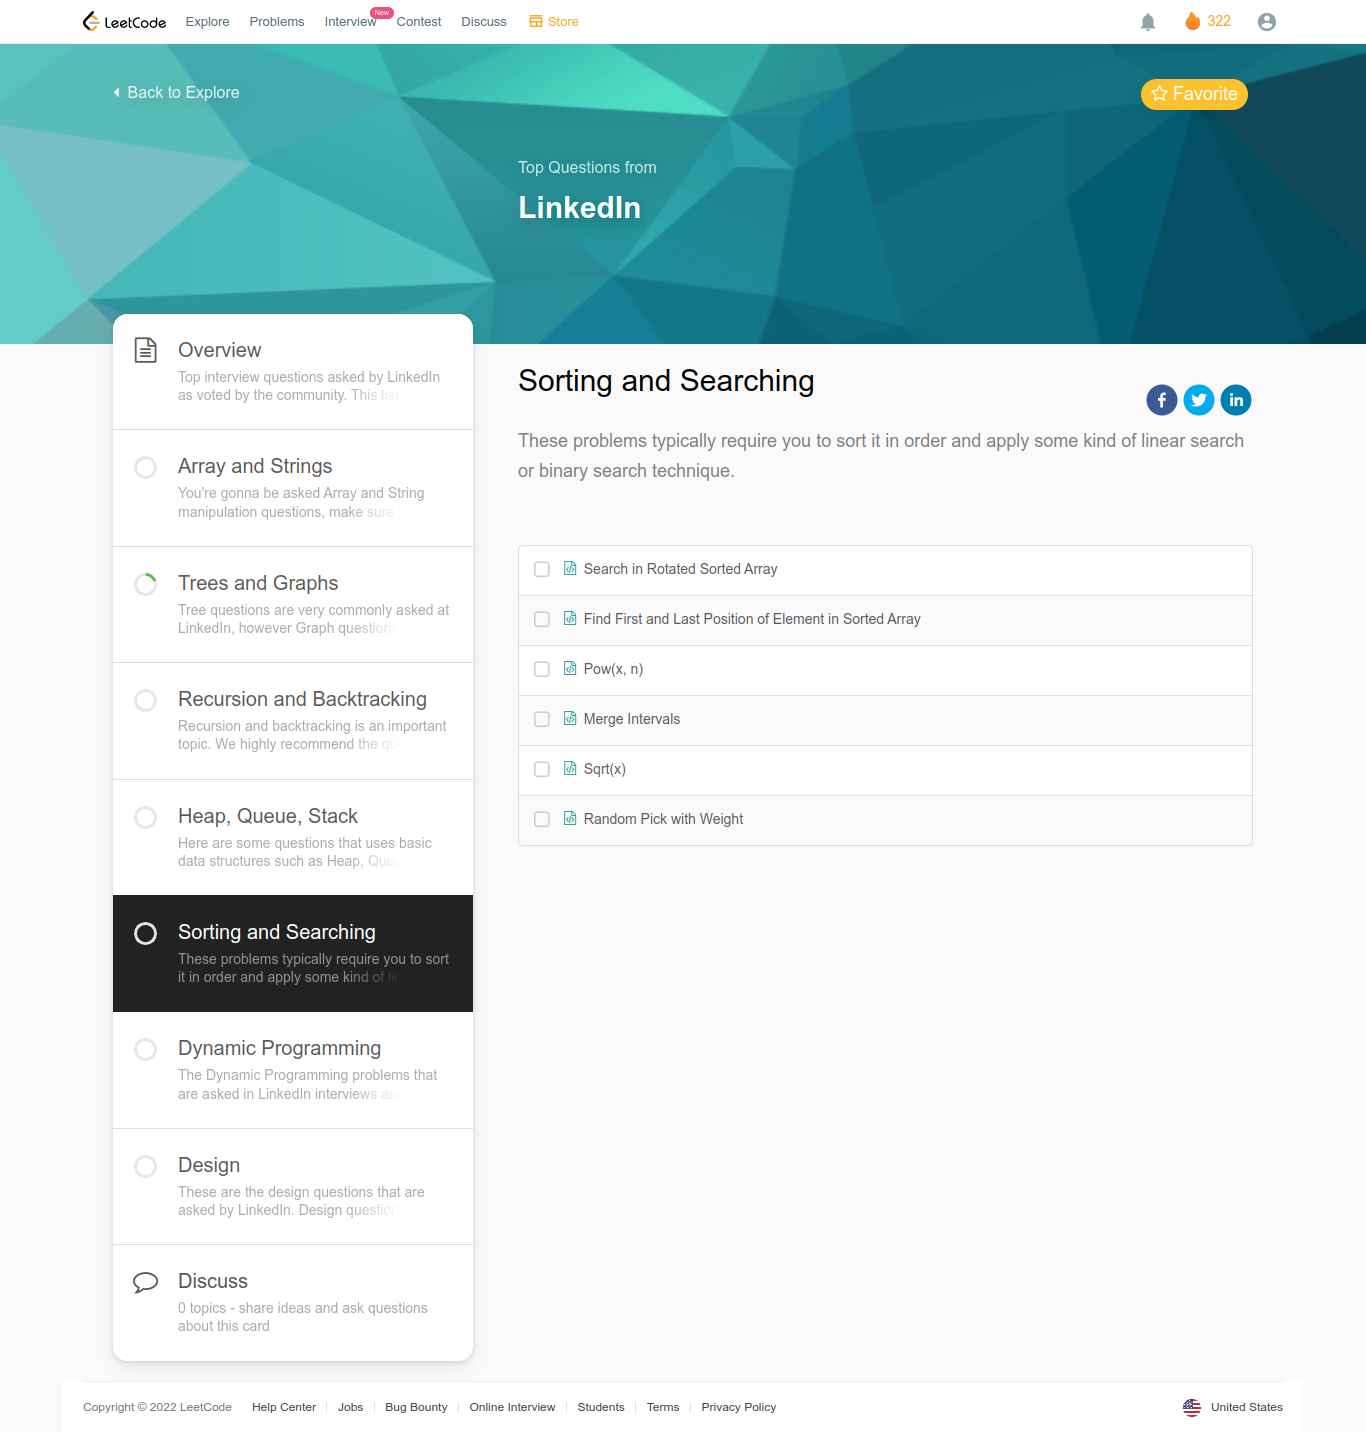 LeetCode Explore Problems Interview New Contest Discuss Store 322
Back to Explore
Favorite
Top Questions from
LinkedIn
Overview
Top interview questions asked by LinkedIn
as voted by the community. This list
Array and Strings
You're gonna be asked Array and String
manipulation questions, make sure
Trees and Graphs
Tree questions are very commonly asked at
LinkedIn, however Graph questions
Recursion and Backtracking
Recursion and backtracking is an important
topic. We highly recommend the qu
Heap, Queue, Stack
Here are some questions that uses basic
data structures such as Heap, Queu
Sorting and Searching
These problems typically require you to sort
it in order and apply some kind of lin
Dynamic Programming
The Dynamic Programming problems that
are asked in LinkedIn interviews are
Design
These are the design questions that are
asked by LinkedIn. Design question
Discuss
0 topics - share ideas and ask questions
about this card
Sorting and Searching
These problems typically require you to sort it in order and apply some kind of linear search
or binary search technique.
Search in Rotated Sorted Array
Find First and Last Position of Element in Sorted Array
Pow(x, n)
Merge Intervals
Sqrt(x)
Random Pick with Weight
Copyright © 2022 LeetCode Help Center Jobs Bug Bounty Online Interview Students Terms Privacy Policy United States